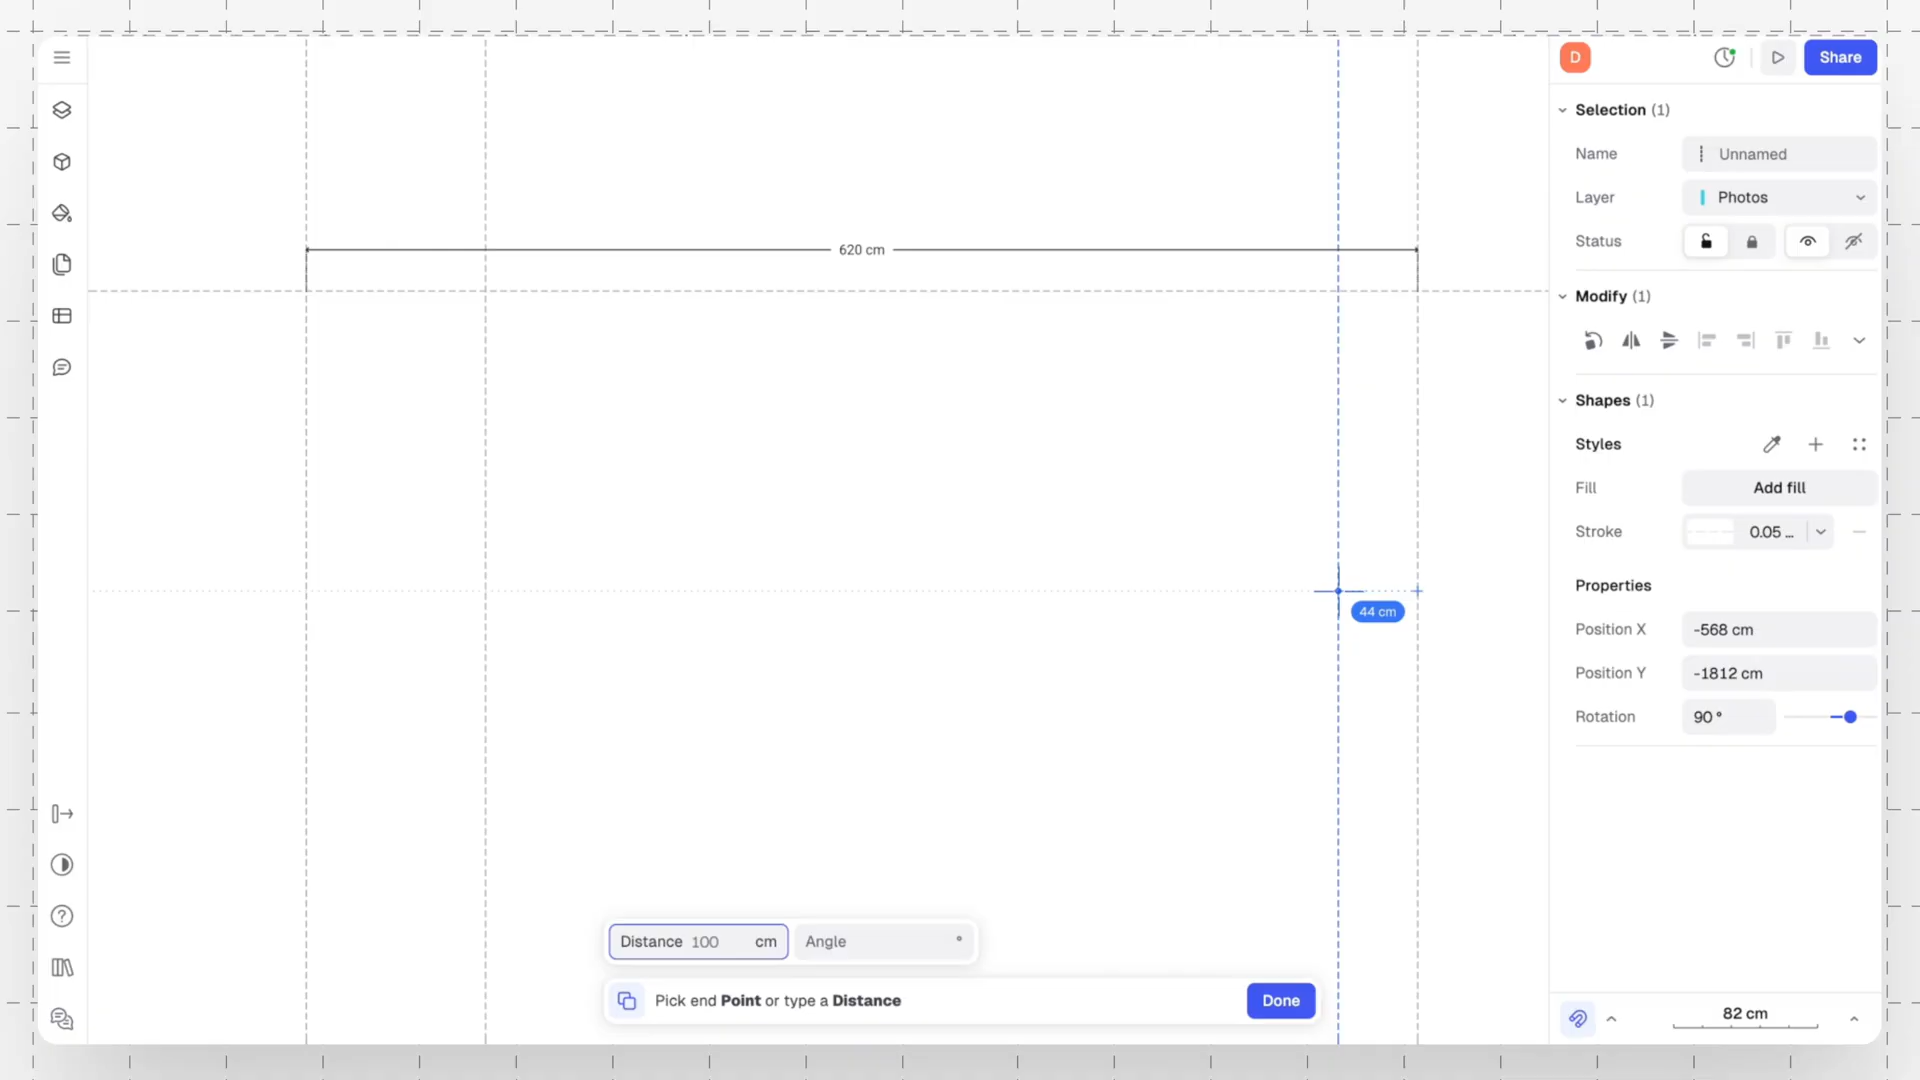 D
Share
Selection (1)
Name Unnamed
Layer Photos
Status
620 cm
Modify (1)
Shapes (1)
Styles
Fill Add fill
Stroke 0.05 ...
Properties
44 cm
Position X -568 cm
Position Y -1812 cm
Rotation 90 °
Distance 100 cm Angle °
Pick end Point or type a Distance Done
82 cm